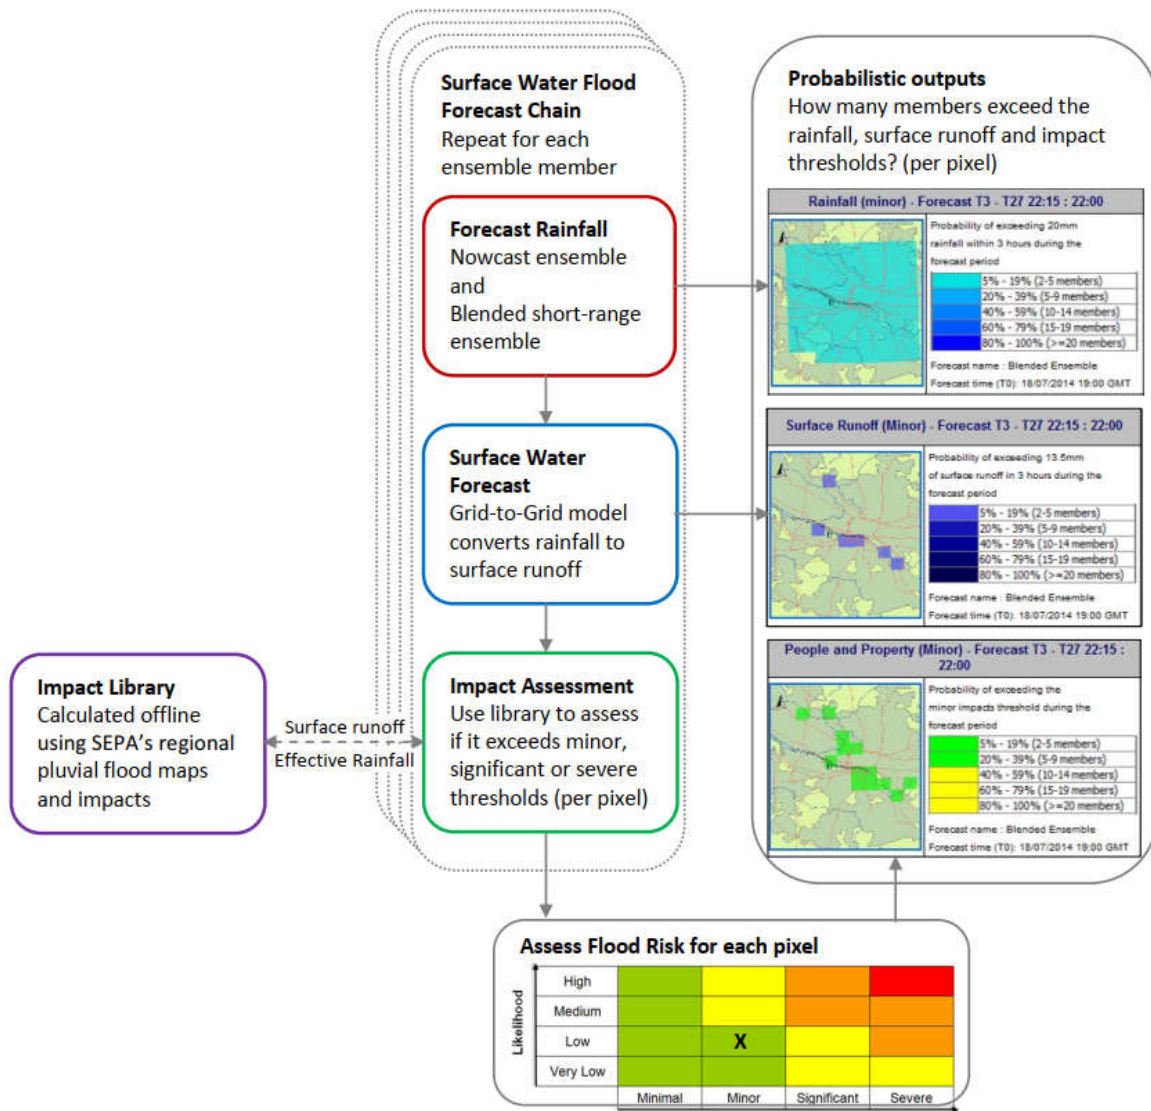 Surface Water Flood
Forecast Chain
Repeat for each
ensemble member
Forecast Rainfall
Nowcast ensemble
and
Blended short-range
ensemble
Surface Water
Forecast
Grid-to-Grid model
converts rainfall to
surface runoff
Impact Library
Calculated offline
using SEPA's regional
pluvial flood maps
and impacts
Surface runoff
Effective Rainfall
Impact Assessment
Use library to assess
if it exceeds minor,
significant or severe
thresholds (per pixel)
Probabilistic outputs
How many members exceed the
rainfall, surface runoff and impact
thresholds? (per pixel)
Rainfall (minor) - Forecast T3 - T27 22:15 : 22:00
Probability of exceeding 20mm
rainfall within 3 hours during the
forecast period
5% - 19% (2-5 members)
20% - 39% (5-9 members)
40% - 59% (10-14 members)
60% - 79% (15-19 members)
80% - 100% (>=20 members)
Forecast name : Blended Ensemble
Forecast time (T0): 18/07/2014 19:00 GMT
Surface Runoff (Minor) - Forecast T3 - T27 22:15 : 22:00
Probability of exceeding 13.5mm
of surface runoff in 3 hours during the
forecast period
5% - 19% (2-5 members)
20% - 39% (5-9 members)
40% - 59% (10-14 members)
60% - 79% (15-19 members)
80% - 100% (>=20 members)
Forecast name : Blended Ensemble
Forecast time (T0): 18/07/2014 19:00 GMT
People and Property (Minor) - Forecast T3 - T27 22:15 :
22:00
Probability of exceeding the
minor impacts threshold during the
forecast period
5% - 19% (2-5 members)
20% - 39% (5-9 members)
40% - 59% (10-14 members)
60% - 79% (15-19 members)
80% - 100% (>=20 members)
Forecast name : Blended Ensemble
Forecast time (T0): 18/07/2014 19:00 GMT
Assess Flood Risk for each pixel
Likelihood
High
Medium
Low X
Very Low
Minimal Minor Significant Severe